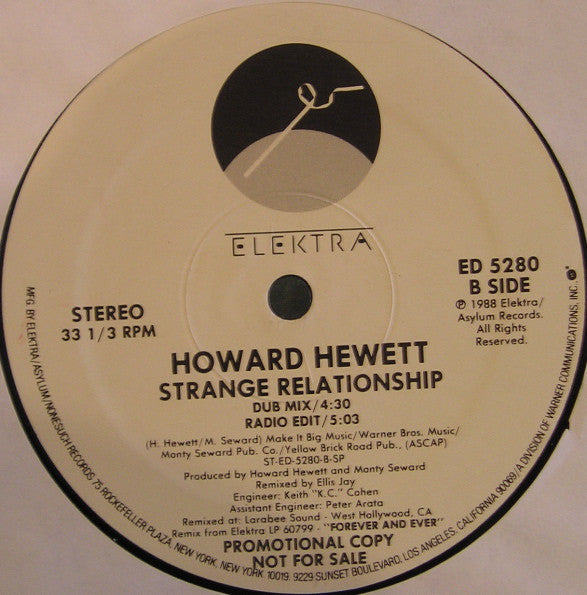 ELEKTRA
STEREO
33 1/3 RPM
ED 5280
B SIDE
℗ 1988 Elektra/
Asylum Records.
All Rights
Reserved.
HOWARD HEWETT
STRANGE RELATIONSHIP
DUB MIX/4:30
RADIO EDIT/5:03
(H. Hewett/M. Seward) Make It Big Music/Warner Bros. Music/
Monty Seward Pub. Co./Yellow Brick Road Pub., (ASCAP)
ST-ED-5280-B-SP
Produced by Howard Hewett and Monty Seward
Remixed by Ellis Jay
Engineer: Keith "K.C." Cohen
Assistant Engineer: Peter Arata
Remixed at: Larabee Sound - West Hollywood, CA
Remix from Elektra LP 60799 - "FOREVER AND EVER"
PROMOTIONAL COPY
NOT FOR SALE
MFG. BY ELEKTRA/ASYLUM/NONESUCH RECORDS 75 ROCKEFELLER PLAZA, NEW YORK, NEW YORK 10019. 9229 SUNSET BOULEVARD, LOS ANGELES, CALIFORNIA 90069/A DIVISION OF WARNER COMMUNICATIONS, INC.